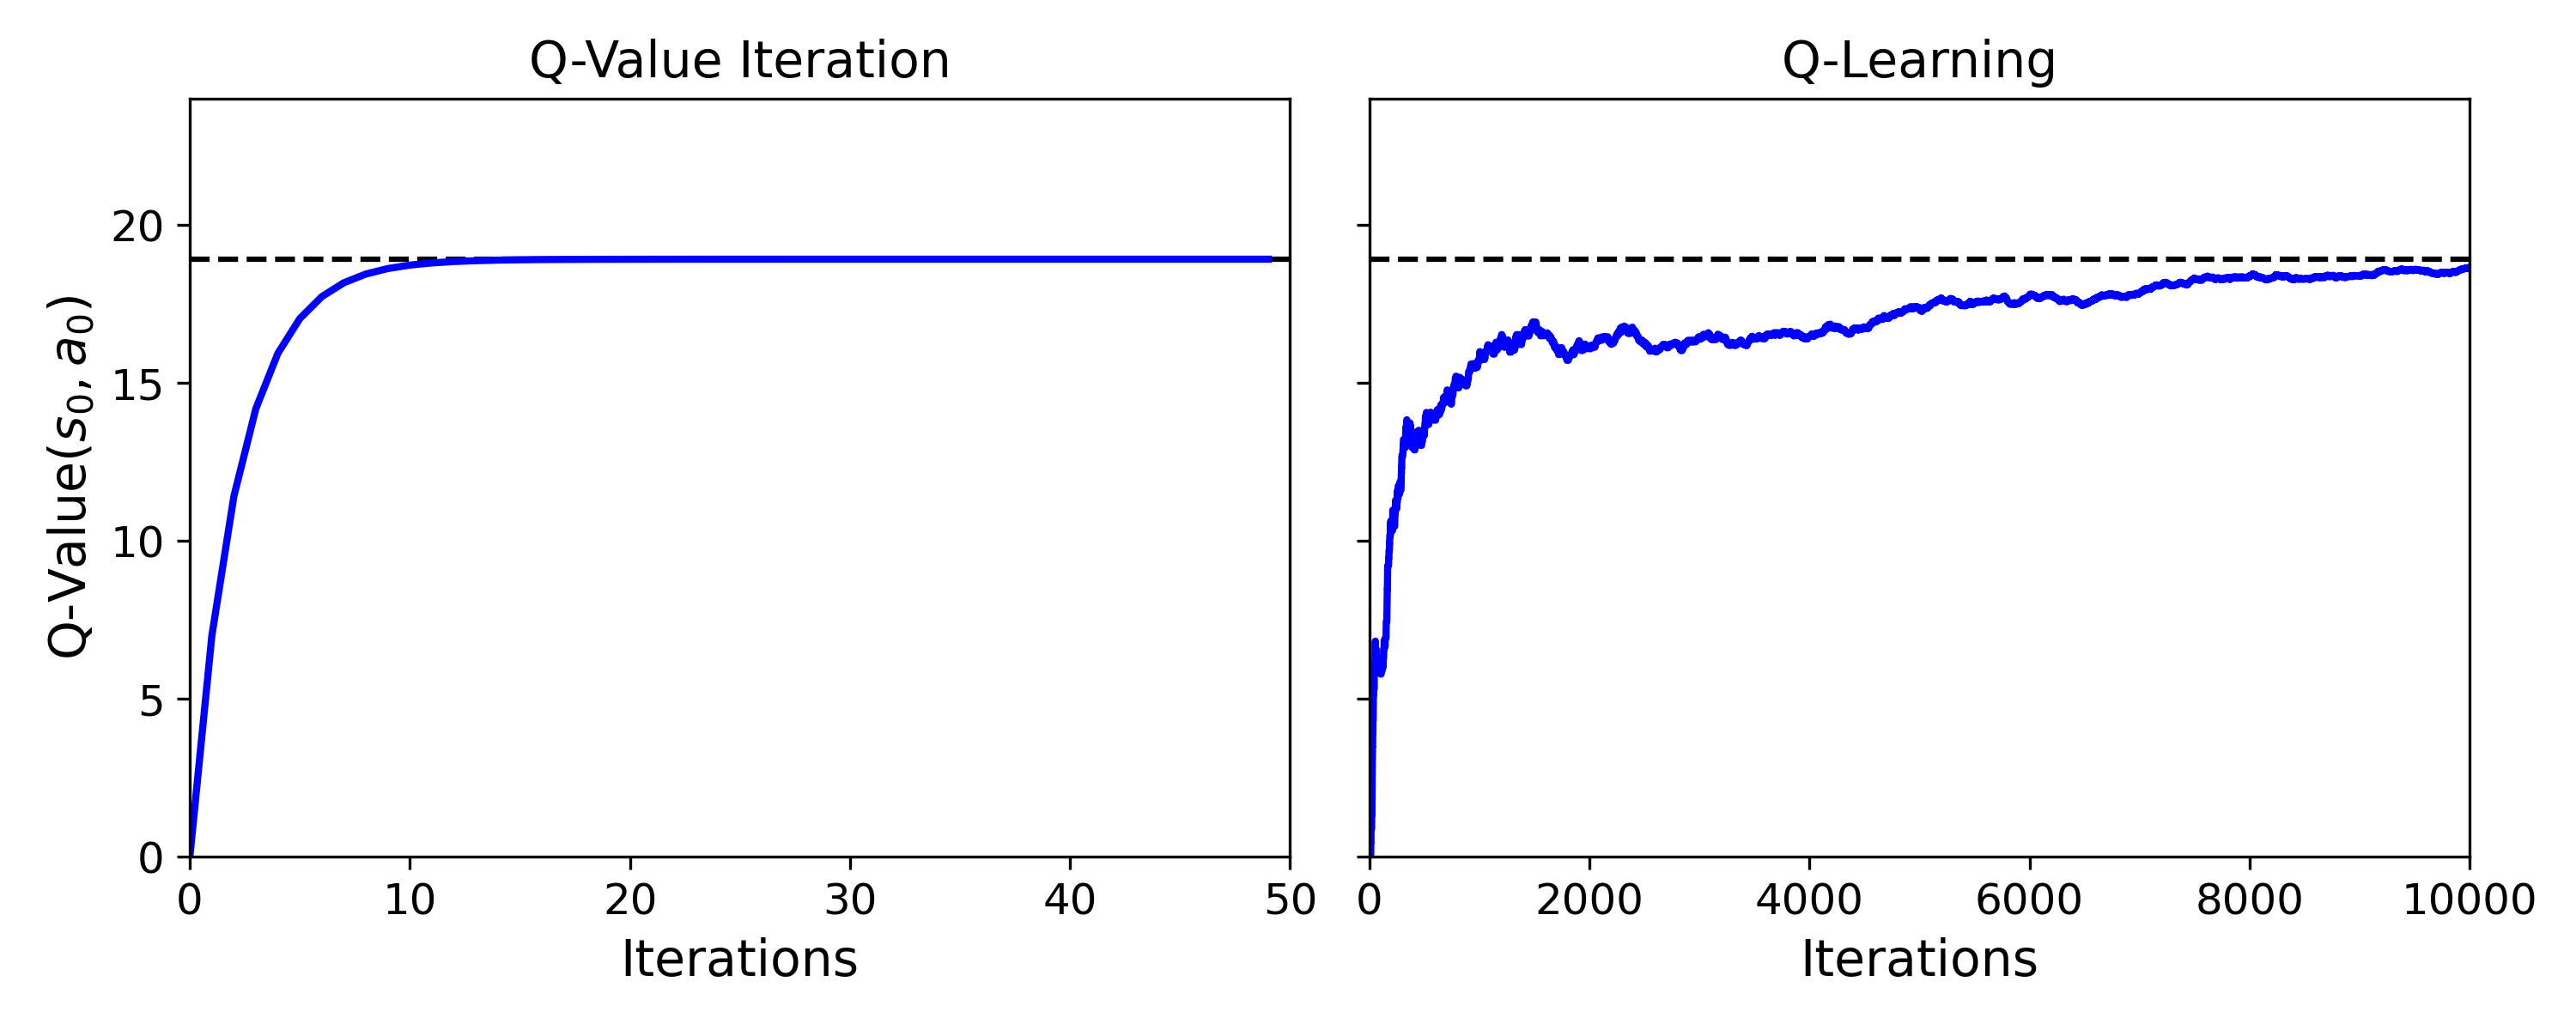 Q-Value Iteration
Q-Learning
Q-Value(s₀, a₀)
20
15
10
5
0
0 10 20 30 40 50
0 2000 4000 6000 8000 10000
Iterations
Iterations